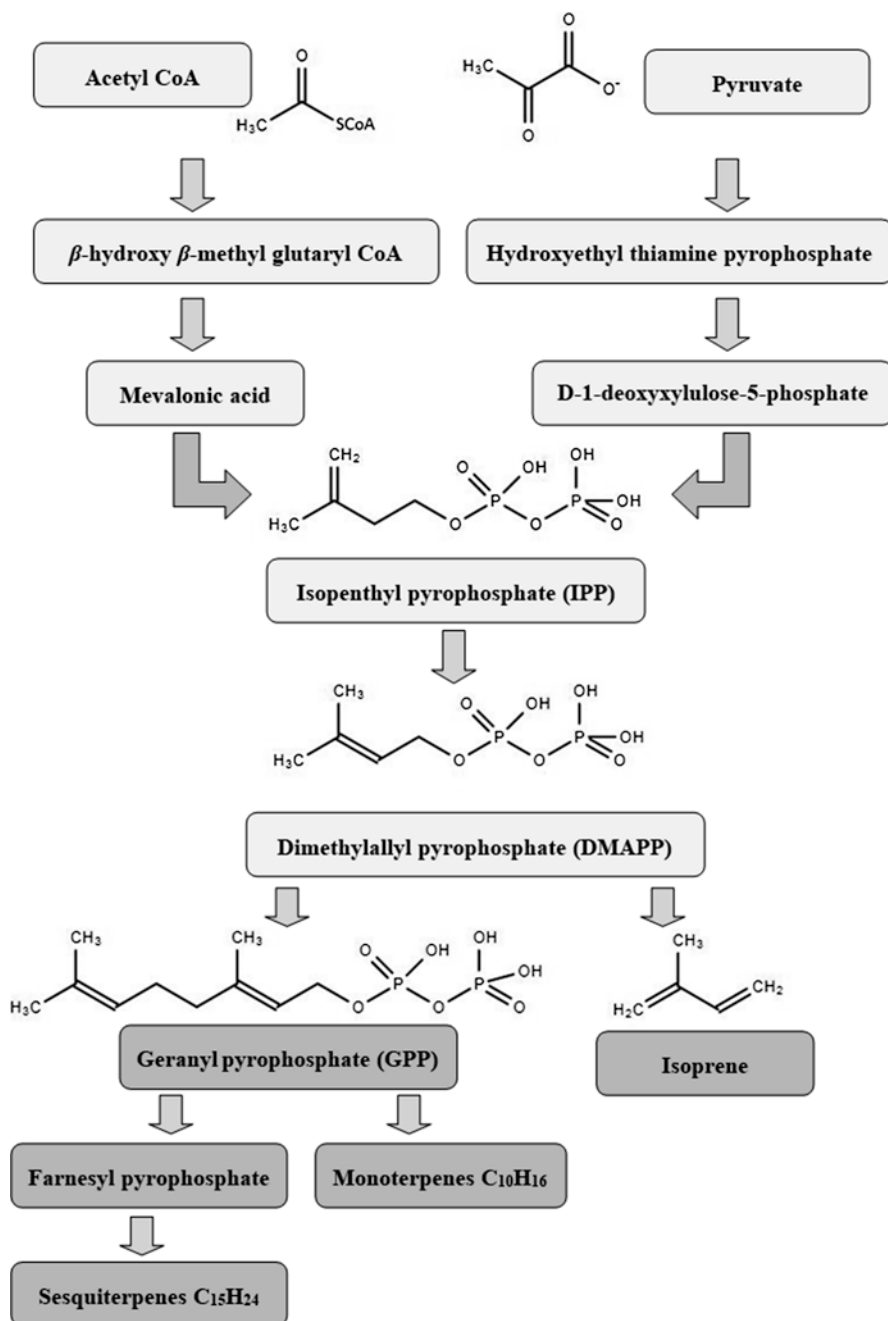 Acetyl CoA
O
H₃C
SCoA
O
H₃C
O⁻
O
Pyruvate
β-hydroxy β-methyl glutaryl CoA
Hydroxyethyl thiamine pyrophosphate
Mevalonic acid
D-1-deoxyxylulose-5-phosphate
CH₂
H₃C
O
O
P
OH
O
OH
P
OH
O
Isopenthyl pyrophosphate (IPP)
CH₃
H₃C
O
O
P
OH
O
OH
P
OH
O
Dimethylallyl pyrophosphate (DMAPP)
CH₃
H₃C
CH₃
O
O
P
OH
O
OH
P
OH
O
CH₃
H₂C
CH₂
Geranyl pyrophosphate (GPP)
Isoprene
Farnesyl pyrophosphate
Monoterpenes C₁₀H₁₆
Sesquiterpenes C₁₅H₂₄